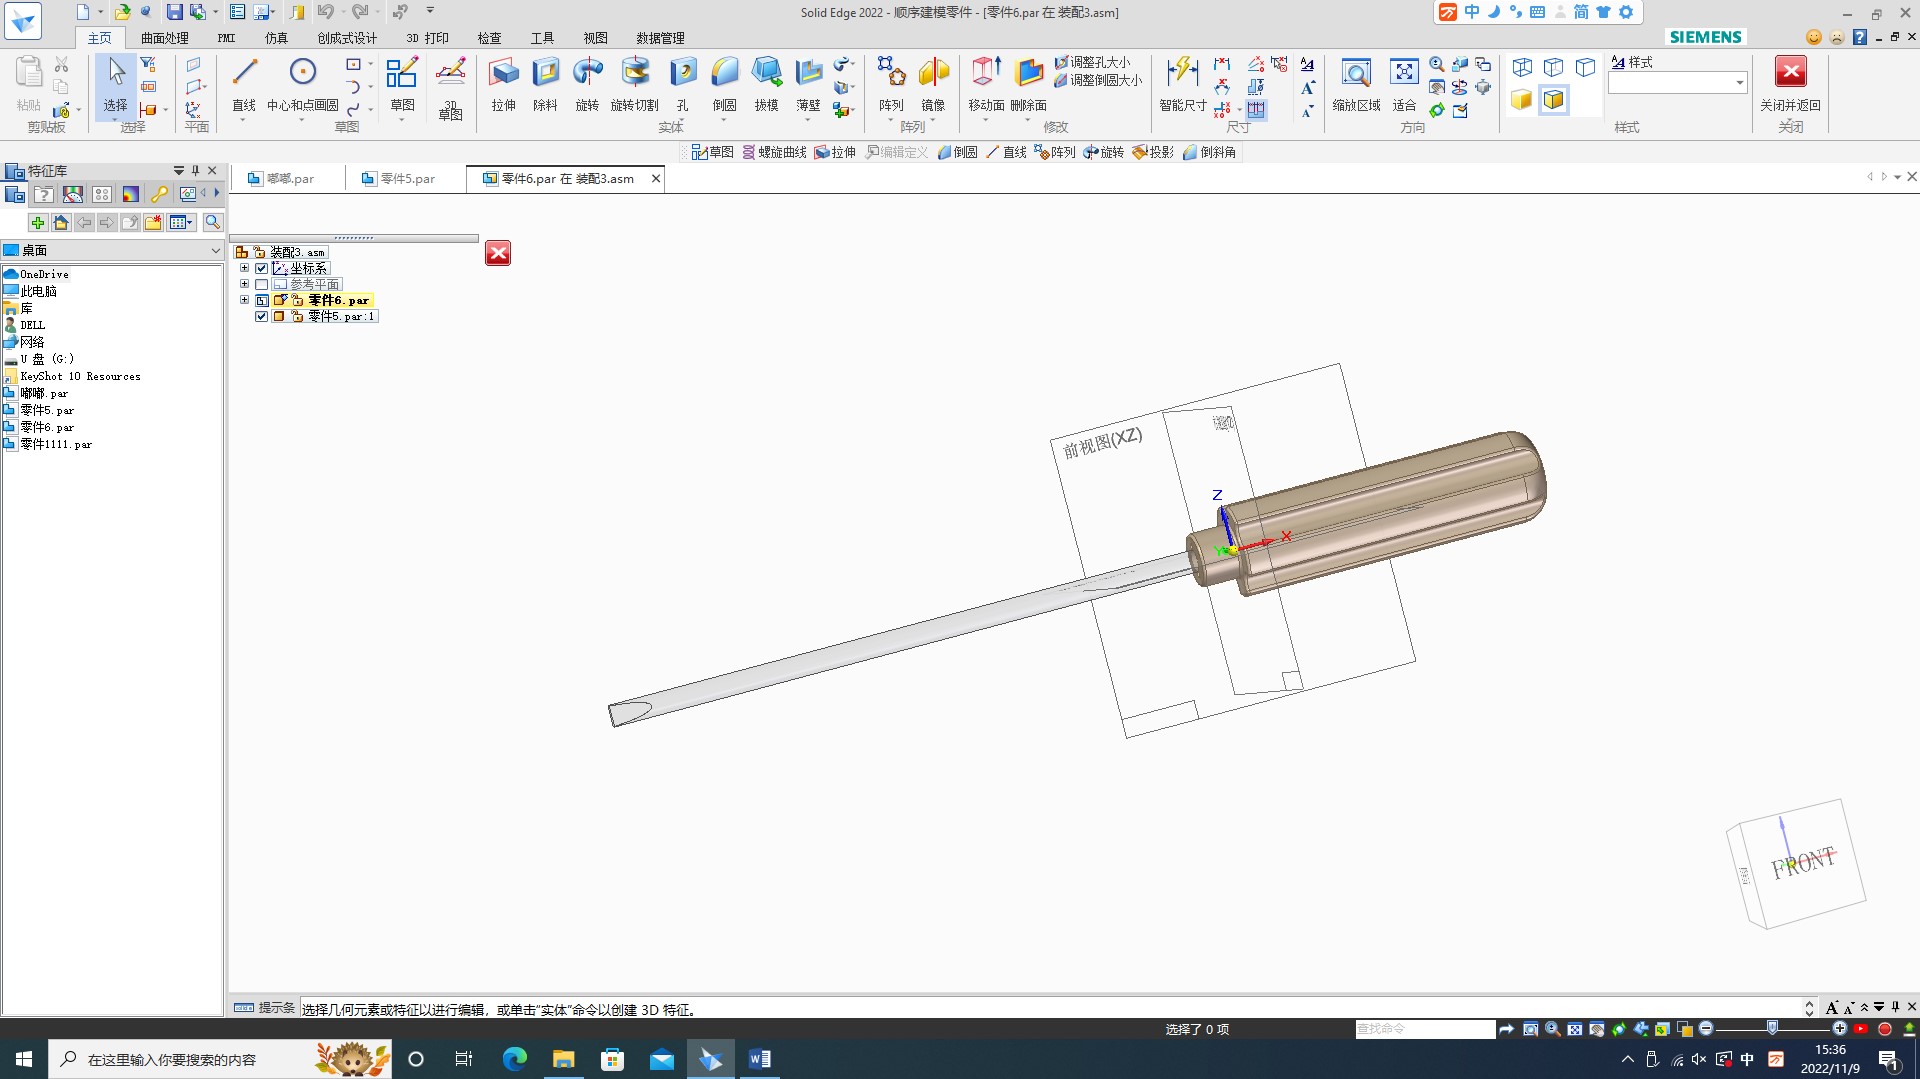 Solid Edge 2022 - 顺序建模零件 - [零件6.par 在 装配3.asm]
中
简
主页
曲面处理
PMI
仿真
创成式设计
3D 打印
检查
工具
视图
数据管理
SIEMENS
粘贴
选择
直线
中心和点画圆
草图
3D
草图
拉伸
除料
旋转
旋转切割
孔
倒圆
拔模
薄壁
阵列
镜像
移动面
删除面
调整孔大小
调整倒圆大小
智能尺寸
缩放区域
适合
样式
关闭并返回
剪贴板
选择
平面
草图
实体
阵列
修改
尺寸
方向
样式
关闭
草图
螺旋曲线
拉伸
编辑定义
倒圆
直线
阵列
旋转
投影
倒斜角
特征库
嘟嘟.par
零件5.par
零件6.par 在 装配3.asm
桌面
OneDrive
此电脑
库
DELL
网络
U 盘 (G:)
KeyShot 10 Resources
嘟嘟.par
零件5.par
零件6.par
零件1111.par
装配3.asm
坐标系
参考平面
零件6.par
零件5.par:1
前视图(XZ)
Z
X
Y
FRONT
提示条
选择几何元素或特征以进行编辑，或单击“实体”命令以创建 3D 特征。
选择了 0 项
查找命令
在这里输入你要搜索的内容
中
15:36
2022/11/9
1